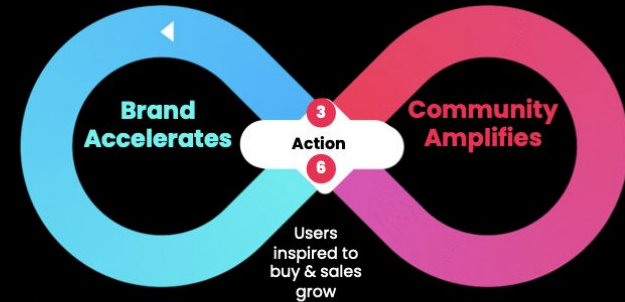 Brand
Accelerates
3
Action
6
Community
Amplifies
Users
inspired to
buy & sales
grow